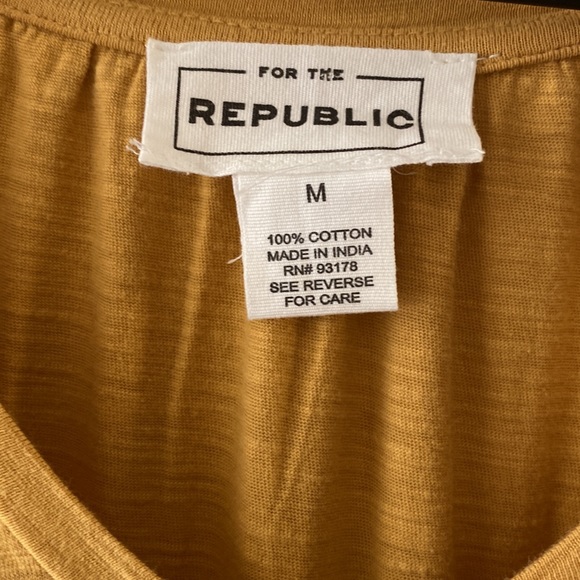 FOR THE
REPUBLIC
M
100% COTTON
MADE IN INDIA
RN# 93178
SEE REVERSE
FOR CARE